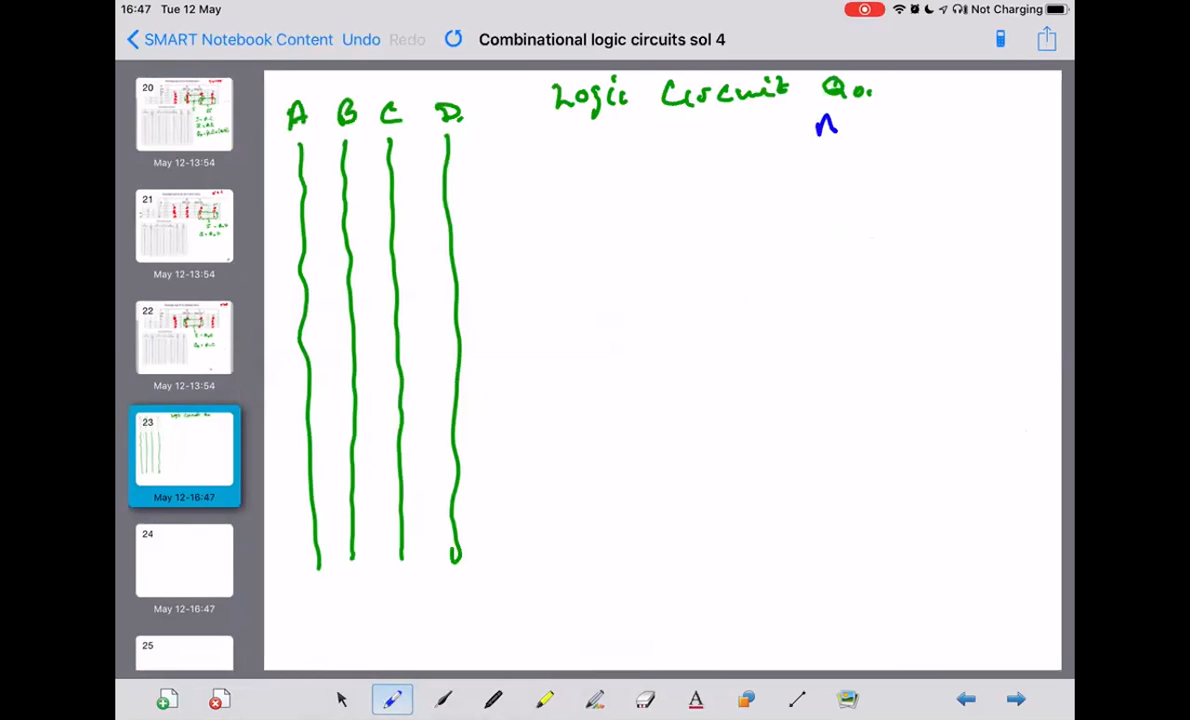 16:47 Tue 12 May
Not Charging
SMART Notebook Content Undo Redo Combinational logic circuits sol 4
20
May 12-13:54
21
May 12-13:54
22
May 12-13:54
23
May 12-16:47
24
May 12-16:47
25
Logic Circuit Q0.
A B C D.
n
A